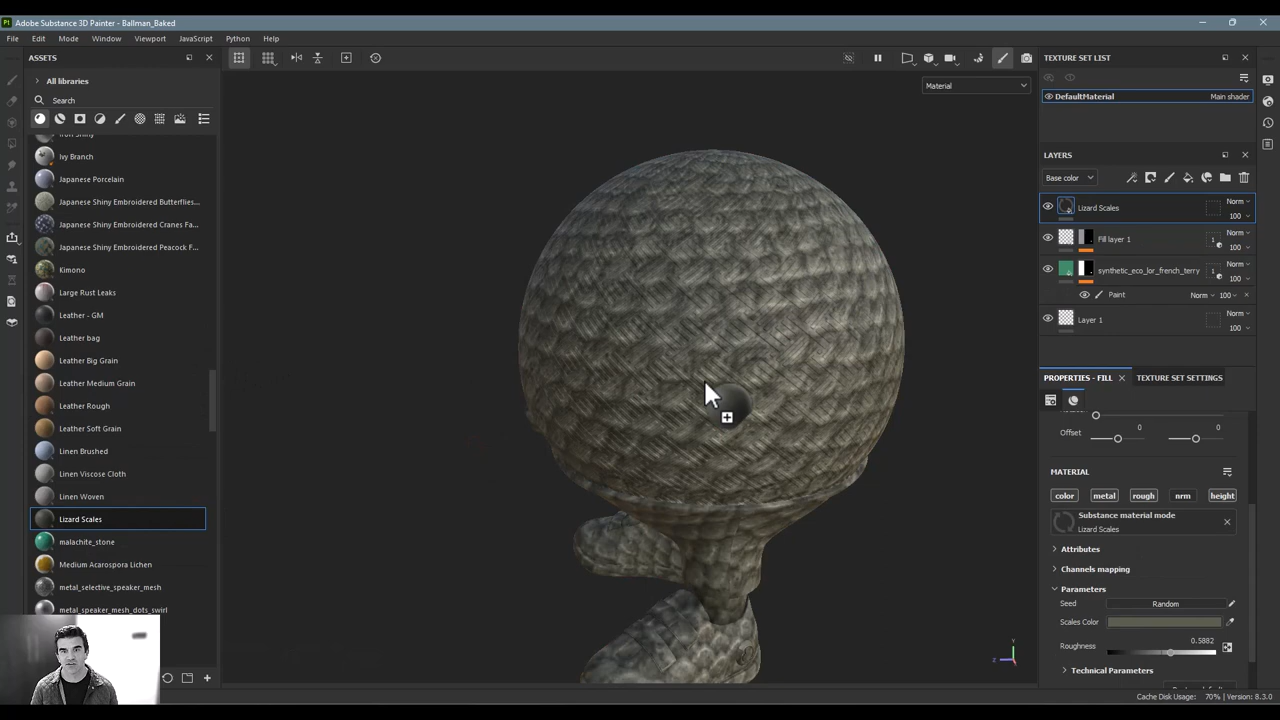 Adobe Substance 3D Painter - Ballman_Baked
File Edit Mode Window Viewport JavaScript Python Help
ASSETS
All libraries
Search
Ivy Branch
Japanese Porcelain
Japanese Shiny Embroidered Butterflies...
Japanese Shiny Embroidered Cranes Fa...
Japanese Shiny Embroidered Peacock F...
Kimono
Large Rust Leaks
Leather - GM
Leather bag
Leather Big Grain
Leather Medium Grain
Leather Rough
Leather Soft Grain
Linen Brushed
Linen Viscose Cloth
Linen Woven
Lizard Scales
malachite_stone
Medium Acarospora Lichen
metal_selective_speaker_mesh
metal_speaker_mesh_dots_swirl
Material
TEXTURE SET LIST
DefaultMaterial Main shader
LAYERS
Base color
Lizard Scales Norm
100
Fill layer 1 1 Norm
100
synthetic_eco_lor_french_terry 1 Norm
100
Paint Norm 100
Layer 1 Norm
100
PROPERTIES - FILL TEXTURE SET SETTINGS
0 0
Offset
MATERIAL
color metal rough nrm height
Substance material mode
Lizard Scales
Attributes
Channels mapping
Parameters
Seed Random
Scales Color
0.5882
Roughness
Technical Parameters
Cache Disk Usage: 70% | Version: 8.3.0